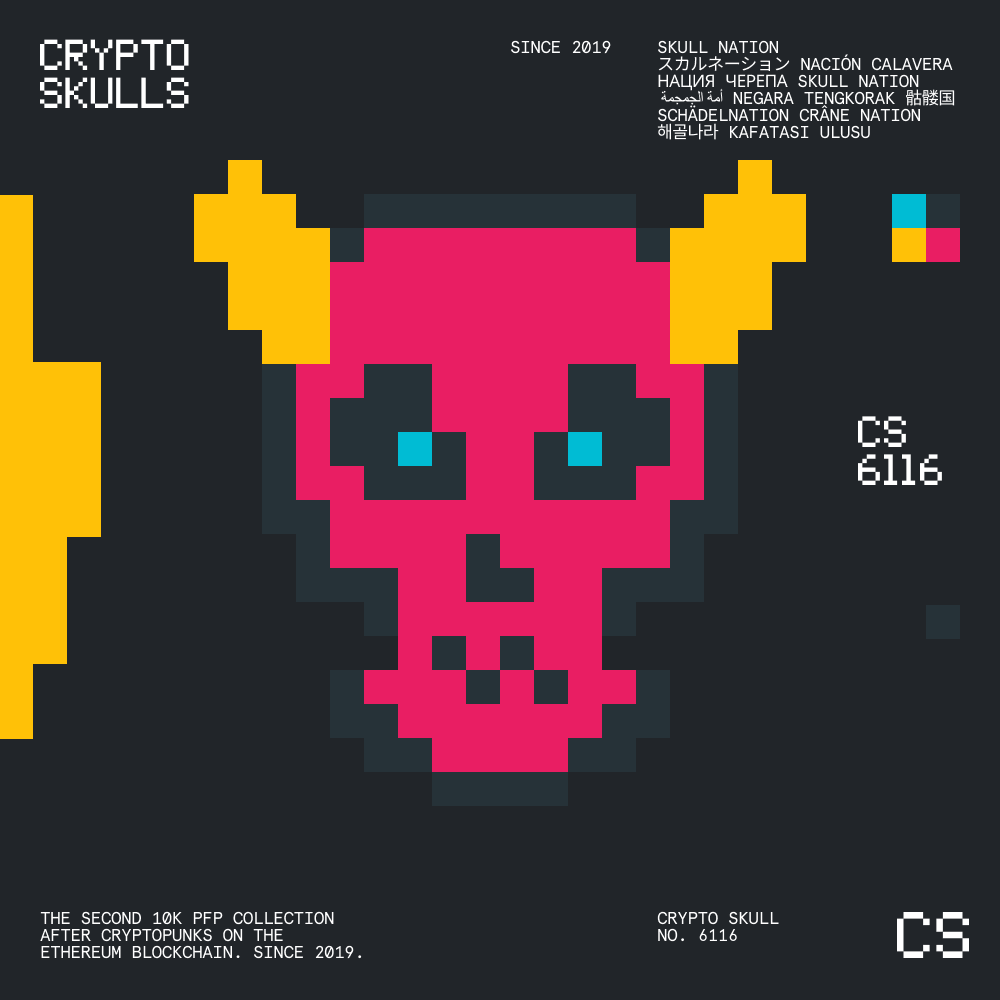 CRYPTO
SKULLS
SINCE 2019
SKULL NATION
スカルネーション NACIÓN CALAVERA
НАЦИЯ ЧЕРЕПА SKULL NATION
أمة الجمجمة NEGARA TENGKORAK 骷髅国
SCHÄDELNATION CRÂNE NATION
해골나라 KAFATASI ULUSU
CS
6116
THE SECOND 10K PFP COLLECTION
AFTER CRYPTOPUNKS ON THE
ETHEREUM BLOCKCHAIN. SINCE 2019.
CRYPTO SKULL
NO. 6116
CS